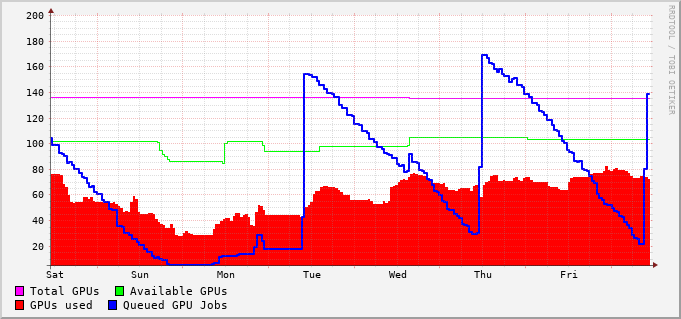 200
180
160
140
120
100
80
60
40
20
Sat Sun Mon Tue Wed Thu Fri
Total GPUs Available GPUs
GPUs used Queued GPU Jobs
RRDTOOL / TOBI OETIKER